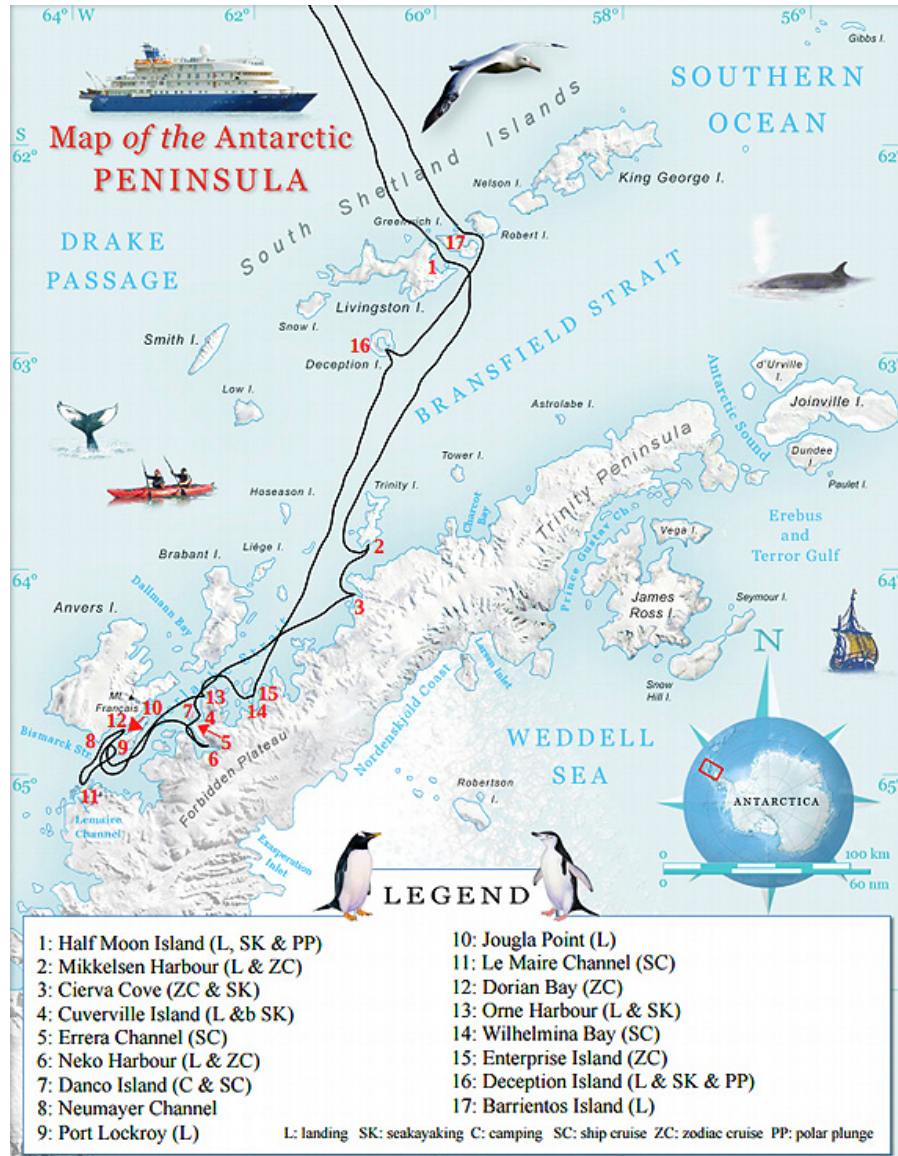 64° W
62°
60°
58°
56°
Gibbs I.
SOUTHERN
OCEAN
S
62°
62°
Map of the Antarctic
PENINSULA
South Shetland Islands
King George I.
Nelson I.
Greenwich I.
Robert I.
17
1
DRAKE
PASSAGE
Livingston I.
Snow I.
BRANSFIELD STRAIT
Smith I.
16
Deception I.
63°
63°
Low I.
Antarctic Sound
d'Urville
I.
Joinville I.
Dundee
I.
Paulet I.
Astrolabe I.
Trinity Peninsula
Tower I.
Charcot
Bay
Hoseason I.
Trinity I.
2
Prince Gustav Ch.
Vega I.
Erebus
and
Terror Gulf
Brabant I.
Liège I.
64°
64°
Dallmann Bay
3
Anvers I.
James
Ross I.
Seymour I.
Larsen Inlet
Snow
Hill I.
N
Nordenskjold Coast
Mt.
Français
10
12
13
15
7
4
14
8
9
5
6
Bismarck Str.
Forbidden Plateau
WEDDELL
SEA
65°
65°
11
Lemaire
Channel
Robertson
I.
ANTARCTICA
Exasperation
Inlet
0
100 km
0
60 nm
LEGEND
1: Half Moon Island (L, SK & PP)
2: Mikkelsen Harbour (L & ZC)
3: Cierva Cove (ZC & SK)
4: Cuverville Island (L &b SK)
5: Errera Channel (SC)
6: Neko Harbour (L & ZC)
7: Danco Island (C & SC)
8: Neumayer Channel
9: Port Lockroy (L)
10: Jougla Point (L)
11: Le Maire Channel (SC)
12: Dorian Bay (ZC)
13: Orne Harbour (L & SK)
14: Wilhelmina Bay (SC)
15: Enterprise Island (ZC)
16: Deception Island (L & SK & PP)
17: Barrientos Island (L)
L: landing SK: seakayaking C: camping SC: ship cruise ZC: zodiac cruise PP: polar plunge